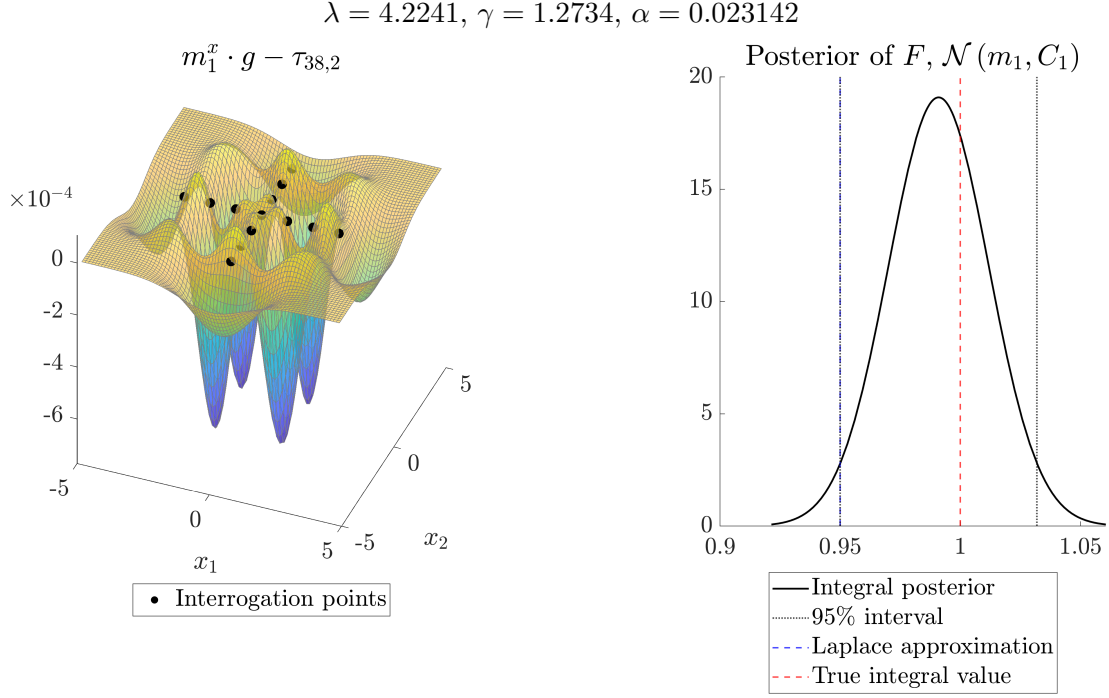 λ = 4.2241, γ = 1.2734, α = 0.023142
m₁ˣ · g − τ₃₈,₂
×10⁻⁴
0
-2
-4
-6
-5
0
5
-5
0
5
x₁
x₂
Interrogation points
Posterior of F, 𝒩 (m₁, C₁)
20
15
10
5
0
0.9
0.95
1
1.05
Integral posterior
95% interval
Laplace approximation
True integral value